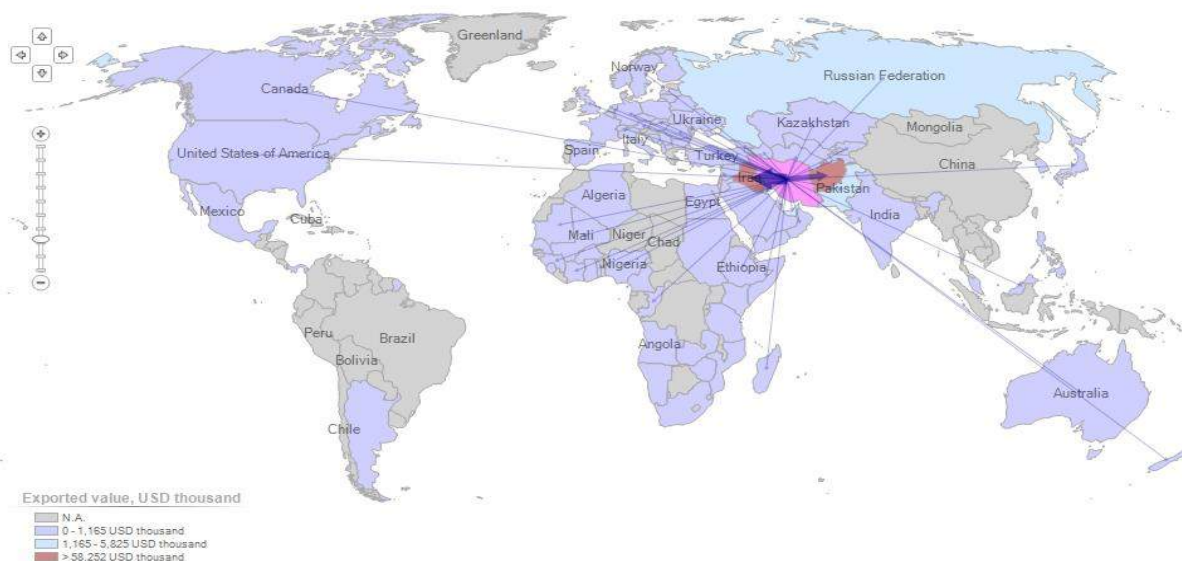 Greenland
Norway
Russian Federation
Canada
Ukraine
Kazakhstan
Mongolia
Italy
Spain
Turkey
United States of America
China
Iraq
Pakistan
Algeria
Egypt
Mexico
Cuba
India
Mali
Niger
Chad
Nigeria
Ethiopia
Peru
Brazil
Angola
Bolivia
Australia
Chile
Exported value, USD thousand
N.A.
0 - 1,165 USD thousand
1,165 - 5,825 USD thousand
> 58,252 USD thousand